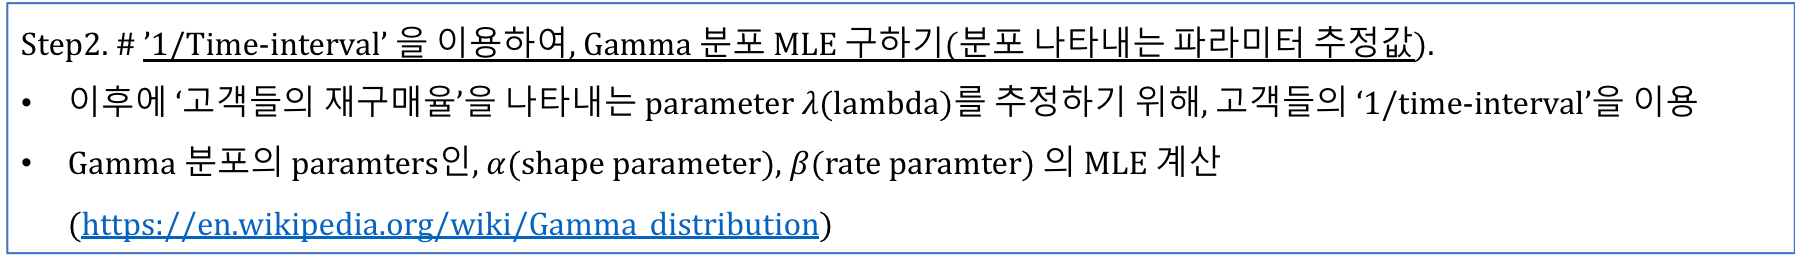 Step2. # ’1/Time-interval’ 을 이용하여, Gamma 분포 MLE 구하기(분포 나타내는 파라미터 추정값).
• 이후에 ‘고객들의 재구매율’을 나타내는 parameter λ(lambda)를 추정하기 위해, 고객들의 ‘1/time-interval’을 이용
• Gamma 분포의 paramters인, α(shape parameter), β(rate paramter) 의 MLE 계산
(https://en.wikipedia.org/wiki/Gamma_distribution)